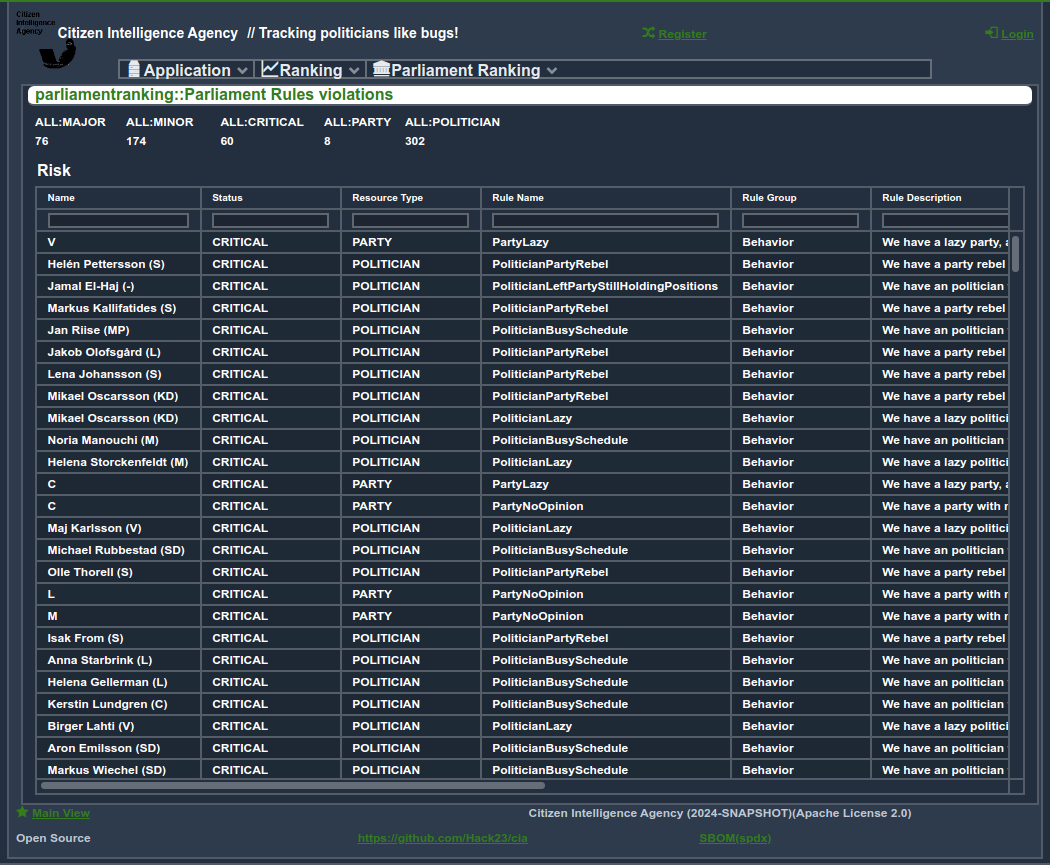 Citizen
Intelligence
Agency
Citizen Intelligence Agency // Tracking politicians like bugs!
Register
Login
Application
Ranking
Parliament Ranking
parliamentranking::Parliament Rules violations
ALL:MAJOR ALL:MINOR ALL:CRITICAL ALL:PARTY ALL:POLITICIAN
76 174 60 8 302
Risk
Name Status Resource Type Rule Name Rule Group Rule Description
V CRITICAL PARTY PartyLazy Behavior We have a lazy party,
Helén Pettersson (S) CRITICAL POLITICIAN PoliticianPartyRebel Behavior We have a party rebel
Jamal El-Haj (-) CRITICAL POLITICIAN PoliticianLeftPartyStillHoldingPositions Behavior We have an politician
Markus Kallifatides (S) CRITICAL POLITICIAN PoliticianPartyRebel Behavior We have a party rebel
Jan Riise (MP) CRITICAL POLITICIAN PoliticianBusySchedule Behavior We have an politician
Jakob Olofsgård (L) CRITICAL POLITICIAN PoliticianPartyRebel Behavior We have a party rebel
Lena Johansson (S) CRITICAL POLITICIAN PoliticianPartyRebel Behavior We have a party rebel
Mikael Oscarsson (KD) CRITICAL POLITICIAN PoliticianPartyRebel Behavior We have a party rebel
Mikael Oscarsson (KD) CRITICAL POLITICIAN PoliticianLazy Behavior We have a lazy politici
Noria Manouchi (M) CRITICAL POLITICIAN PoliticianBusySchedule Behavior We have an politician
Helena Storckenfeldt (M) CRITICAL POLITICIAN PoliticianLazy Behavior We have a lazy politici
C CRITICAL PARTY PartyLazy Behavior We have a lazy party,
C CRITICAL PARTY PartyNoOpinion Behavior We have a party with
Maj Karlsson (V) CRITICAL POLITICIAN PoliticianLazy Behavior We have a lazy politici
Michael Rubbestad (SD) CRITICAL POLITICIAN PoliticianBusySchedule Behavior We have an politician
Olle Thorell (S) CRITICAL POLITICIAN PoliticianPartyRebel Behavior We have a party rebel
L CRITICAL PARTY PartyNoOpinion Behavior We have a party with
M CRITICAL PARTY PartyNoOpinion Behavior We have a party with
Isak From (S) CRITICAL POLITICIAN PoliticianPartyRebel Behavior We have a party rebel
Anna Starbrink (L) CRITICAL POLITICIAN PoliticianBusySchedule Behavior We have an politician
Helena Gellerman (L) CRITICAL POLITICIAN PoliticianBusySchedule Behavior We have an politician
Kerstin Lundgren (C) CRITICAL POLITICIAN PoliticianBusySchedule Behavior We have an politician
Birger Lahti (V) CRITICAL POLITICIAN PoliticianLazy Behavior We have a lazy politici
Aron Emilsson (SD) CRITICAL POLITICIAN PoliticianBusySchedule Behavior We have an politician
Markus Wiechel (SD) CRITICAL POLITICIAN PoliticianBusySchedule Behavior We have an politician
Main View Citizen Intelligence Agency (2024-SNAPSHOT)(Apache License 2.0)
Open Source https://github.com/Hack23/cia SBOM(spdx)